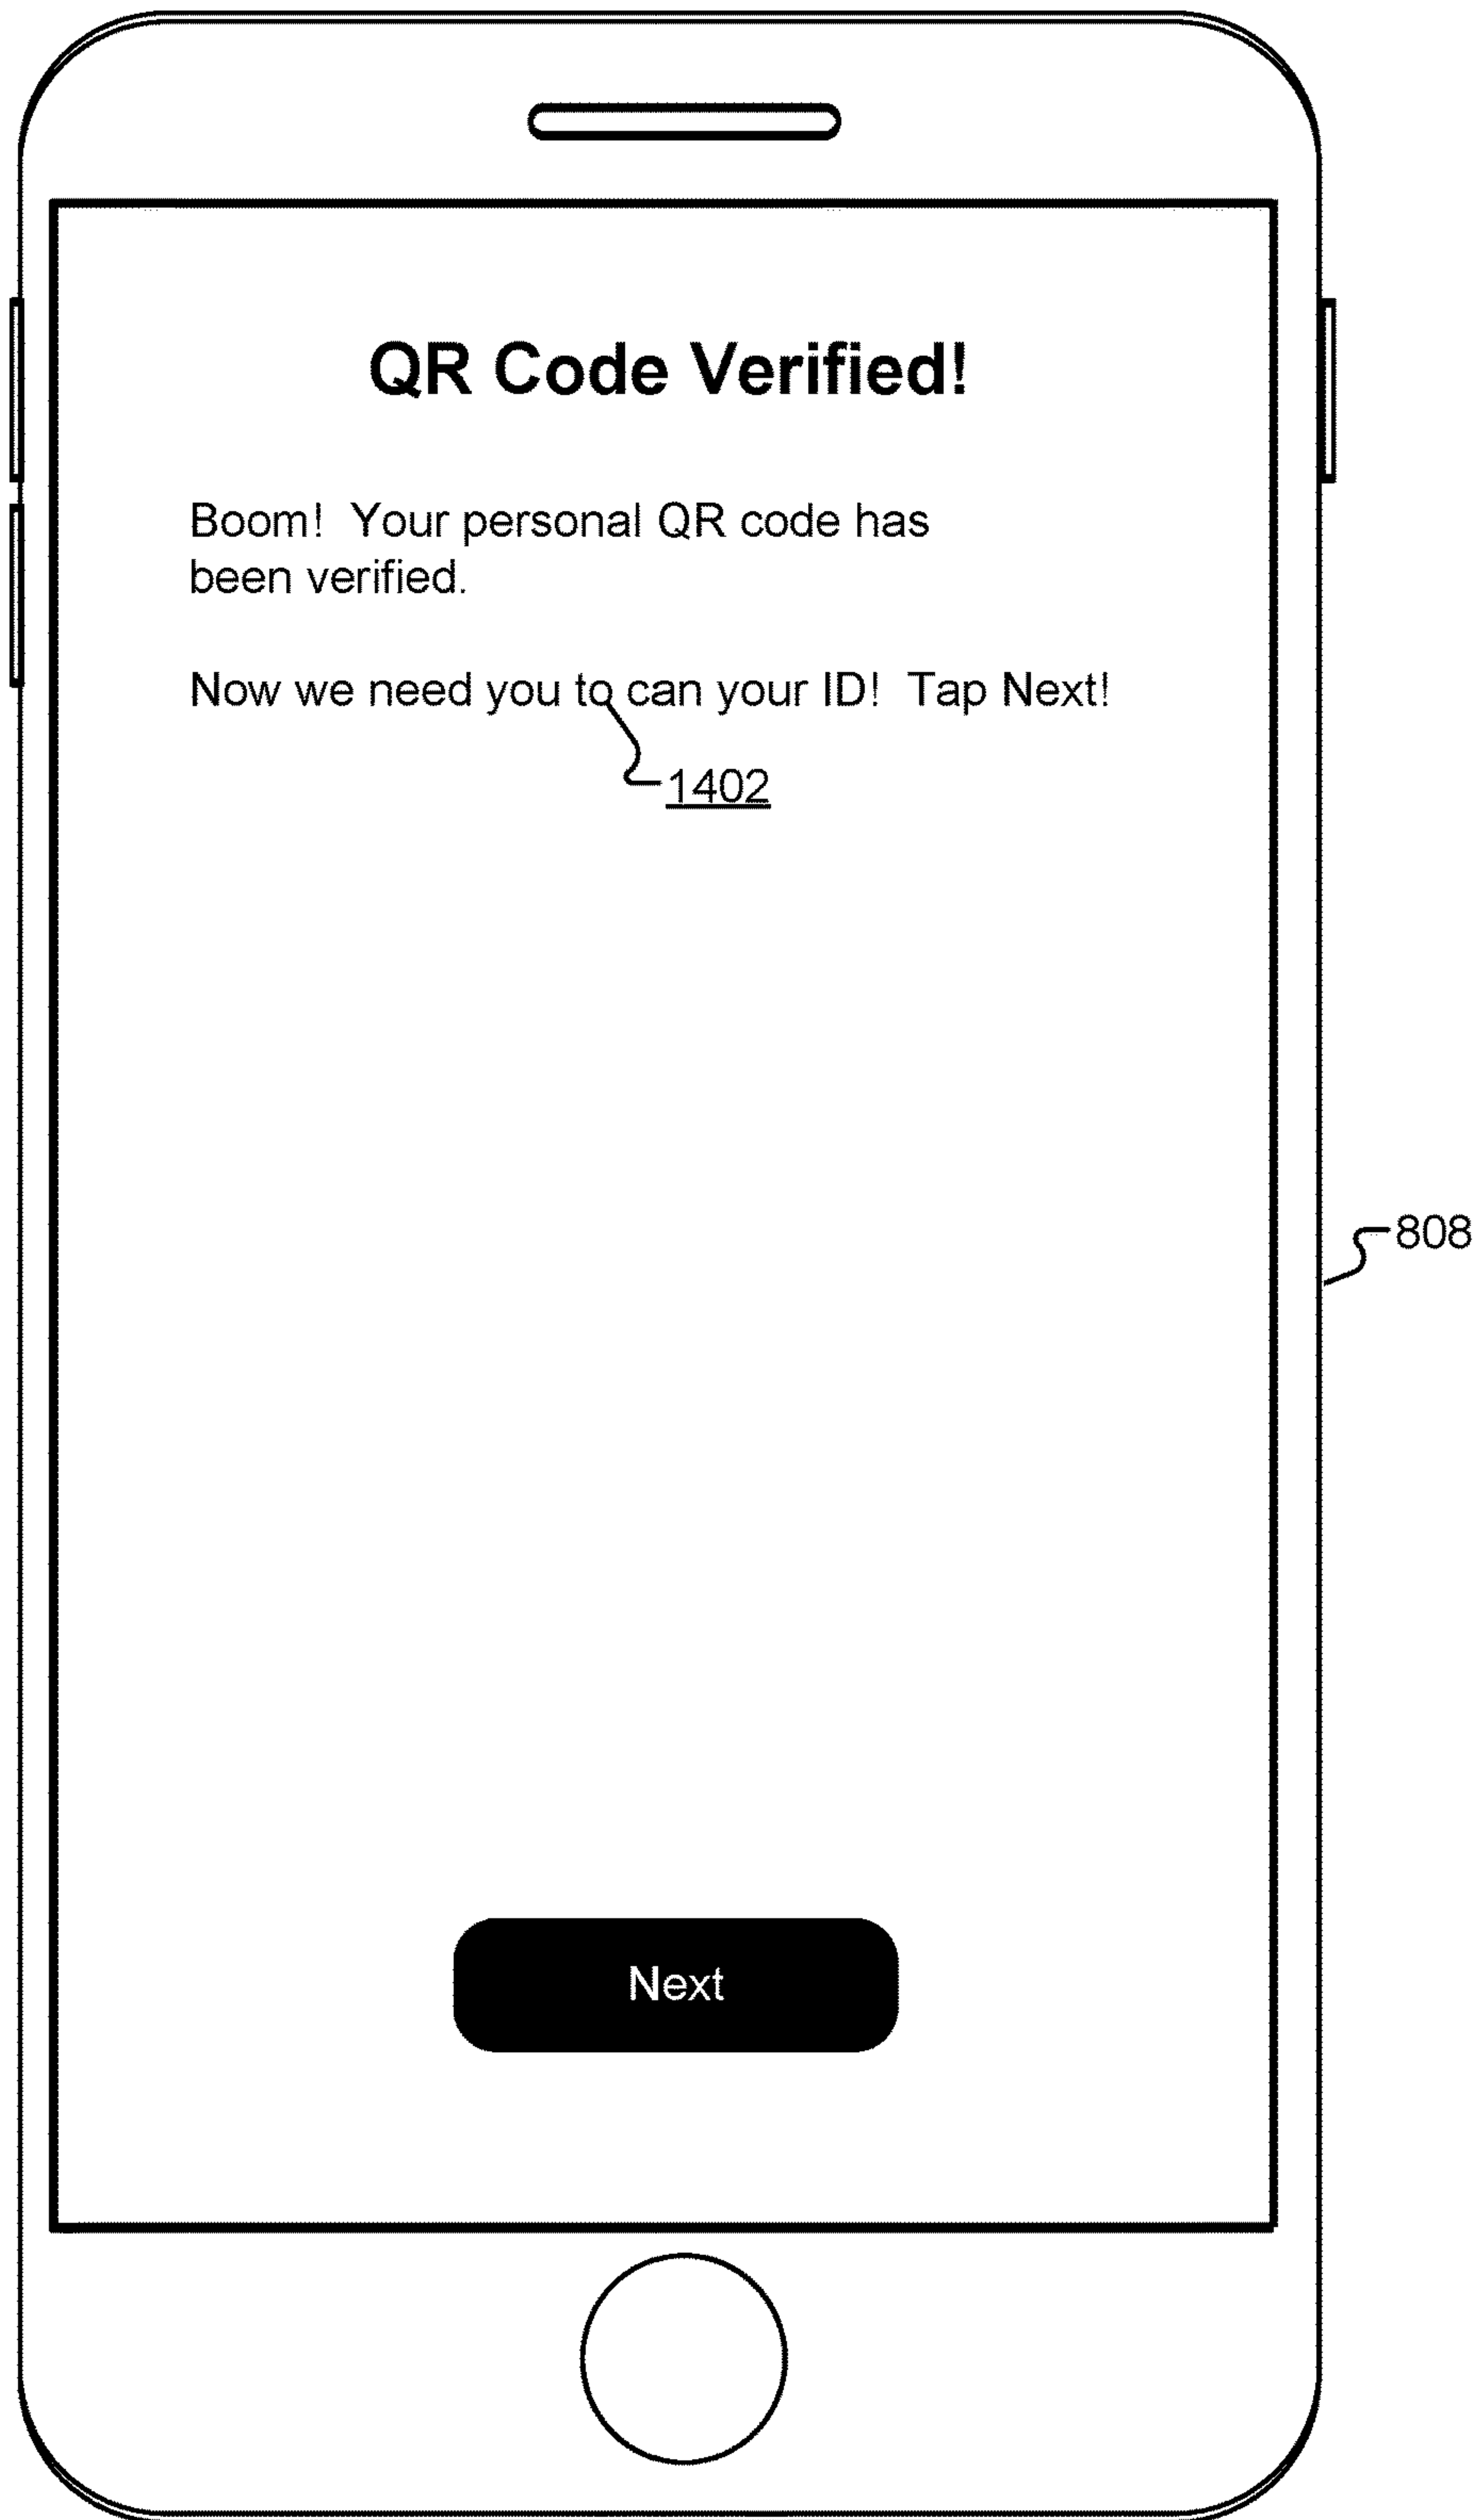 QR Code Verified!
Boom!  Your personal QR code has
been verified.
Now we need you to can your ID!  Tap Next!
1402
808
Next